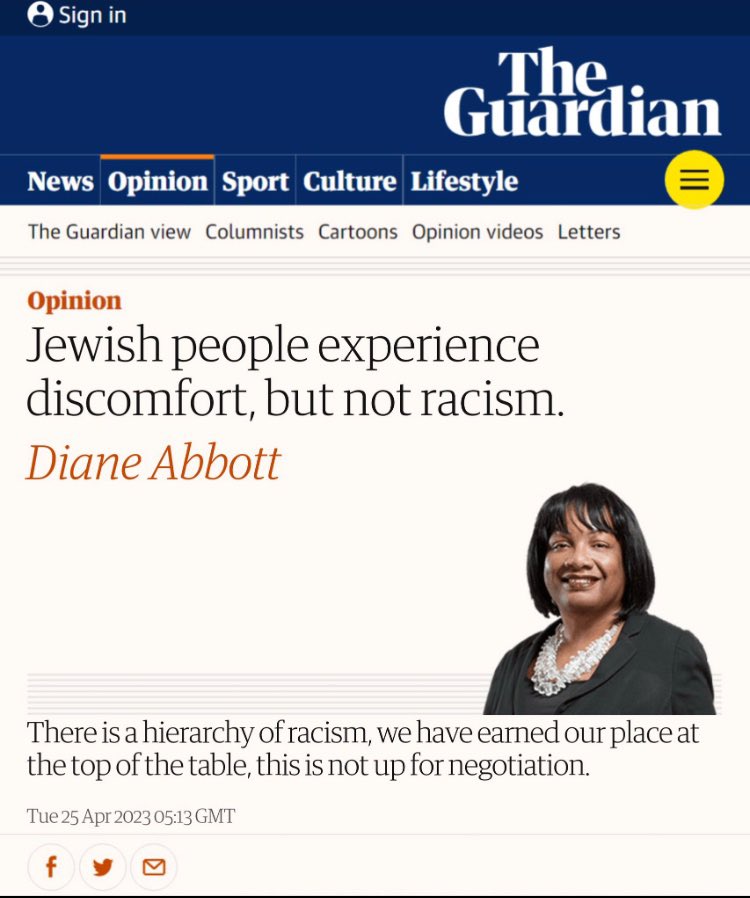 Sign in
The
Guardian
News Opinion Sport Culture Lifestyle
The Guardian view Columnists Cartoons Opinion videos Letters
Opinion
Jewish people experience
discomfort, but not racism.
Diane Abbott
There is a hierarchy of racism, we have earned our place at
the top of the table, this is not up for negotiation.
Tue 25 Apr 2023 05:13 GMT